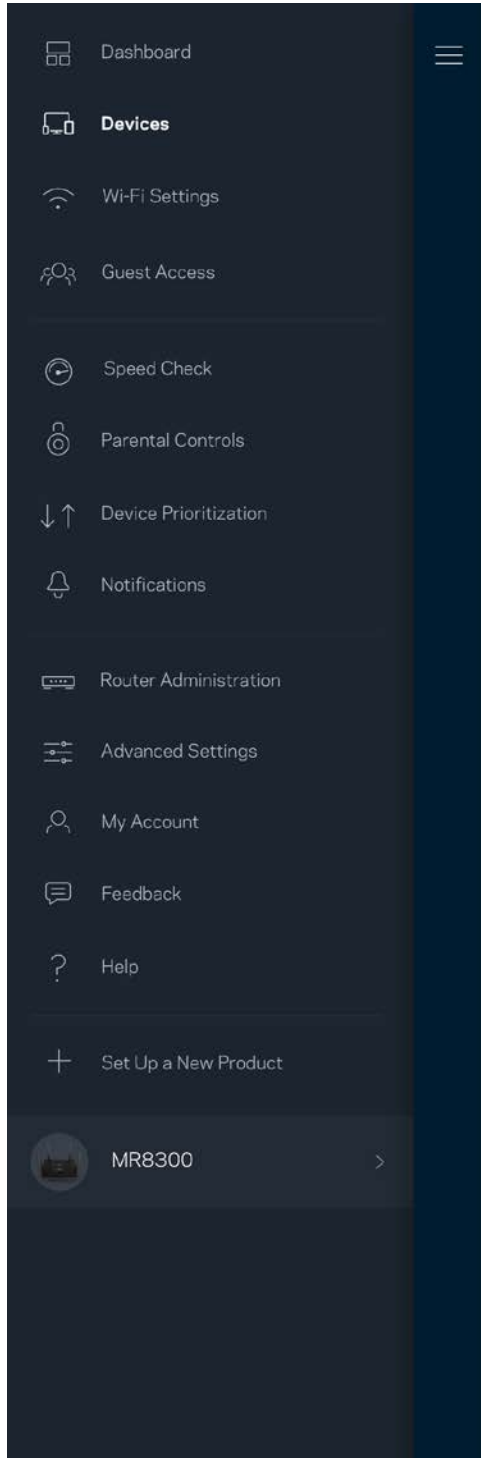 Dashboard
Devices
Wi-Fi Settings
Guest Access
Speed Check
Parental Controls
Device Prioritization
Notifications
Router Administration
Advanced Settings
My Account
Feedback
Help
Set Up a New Product
MR8300